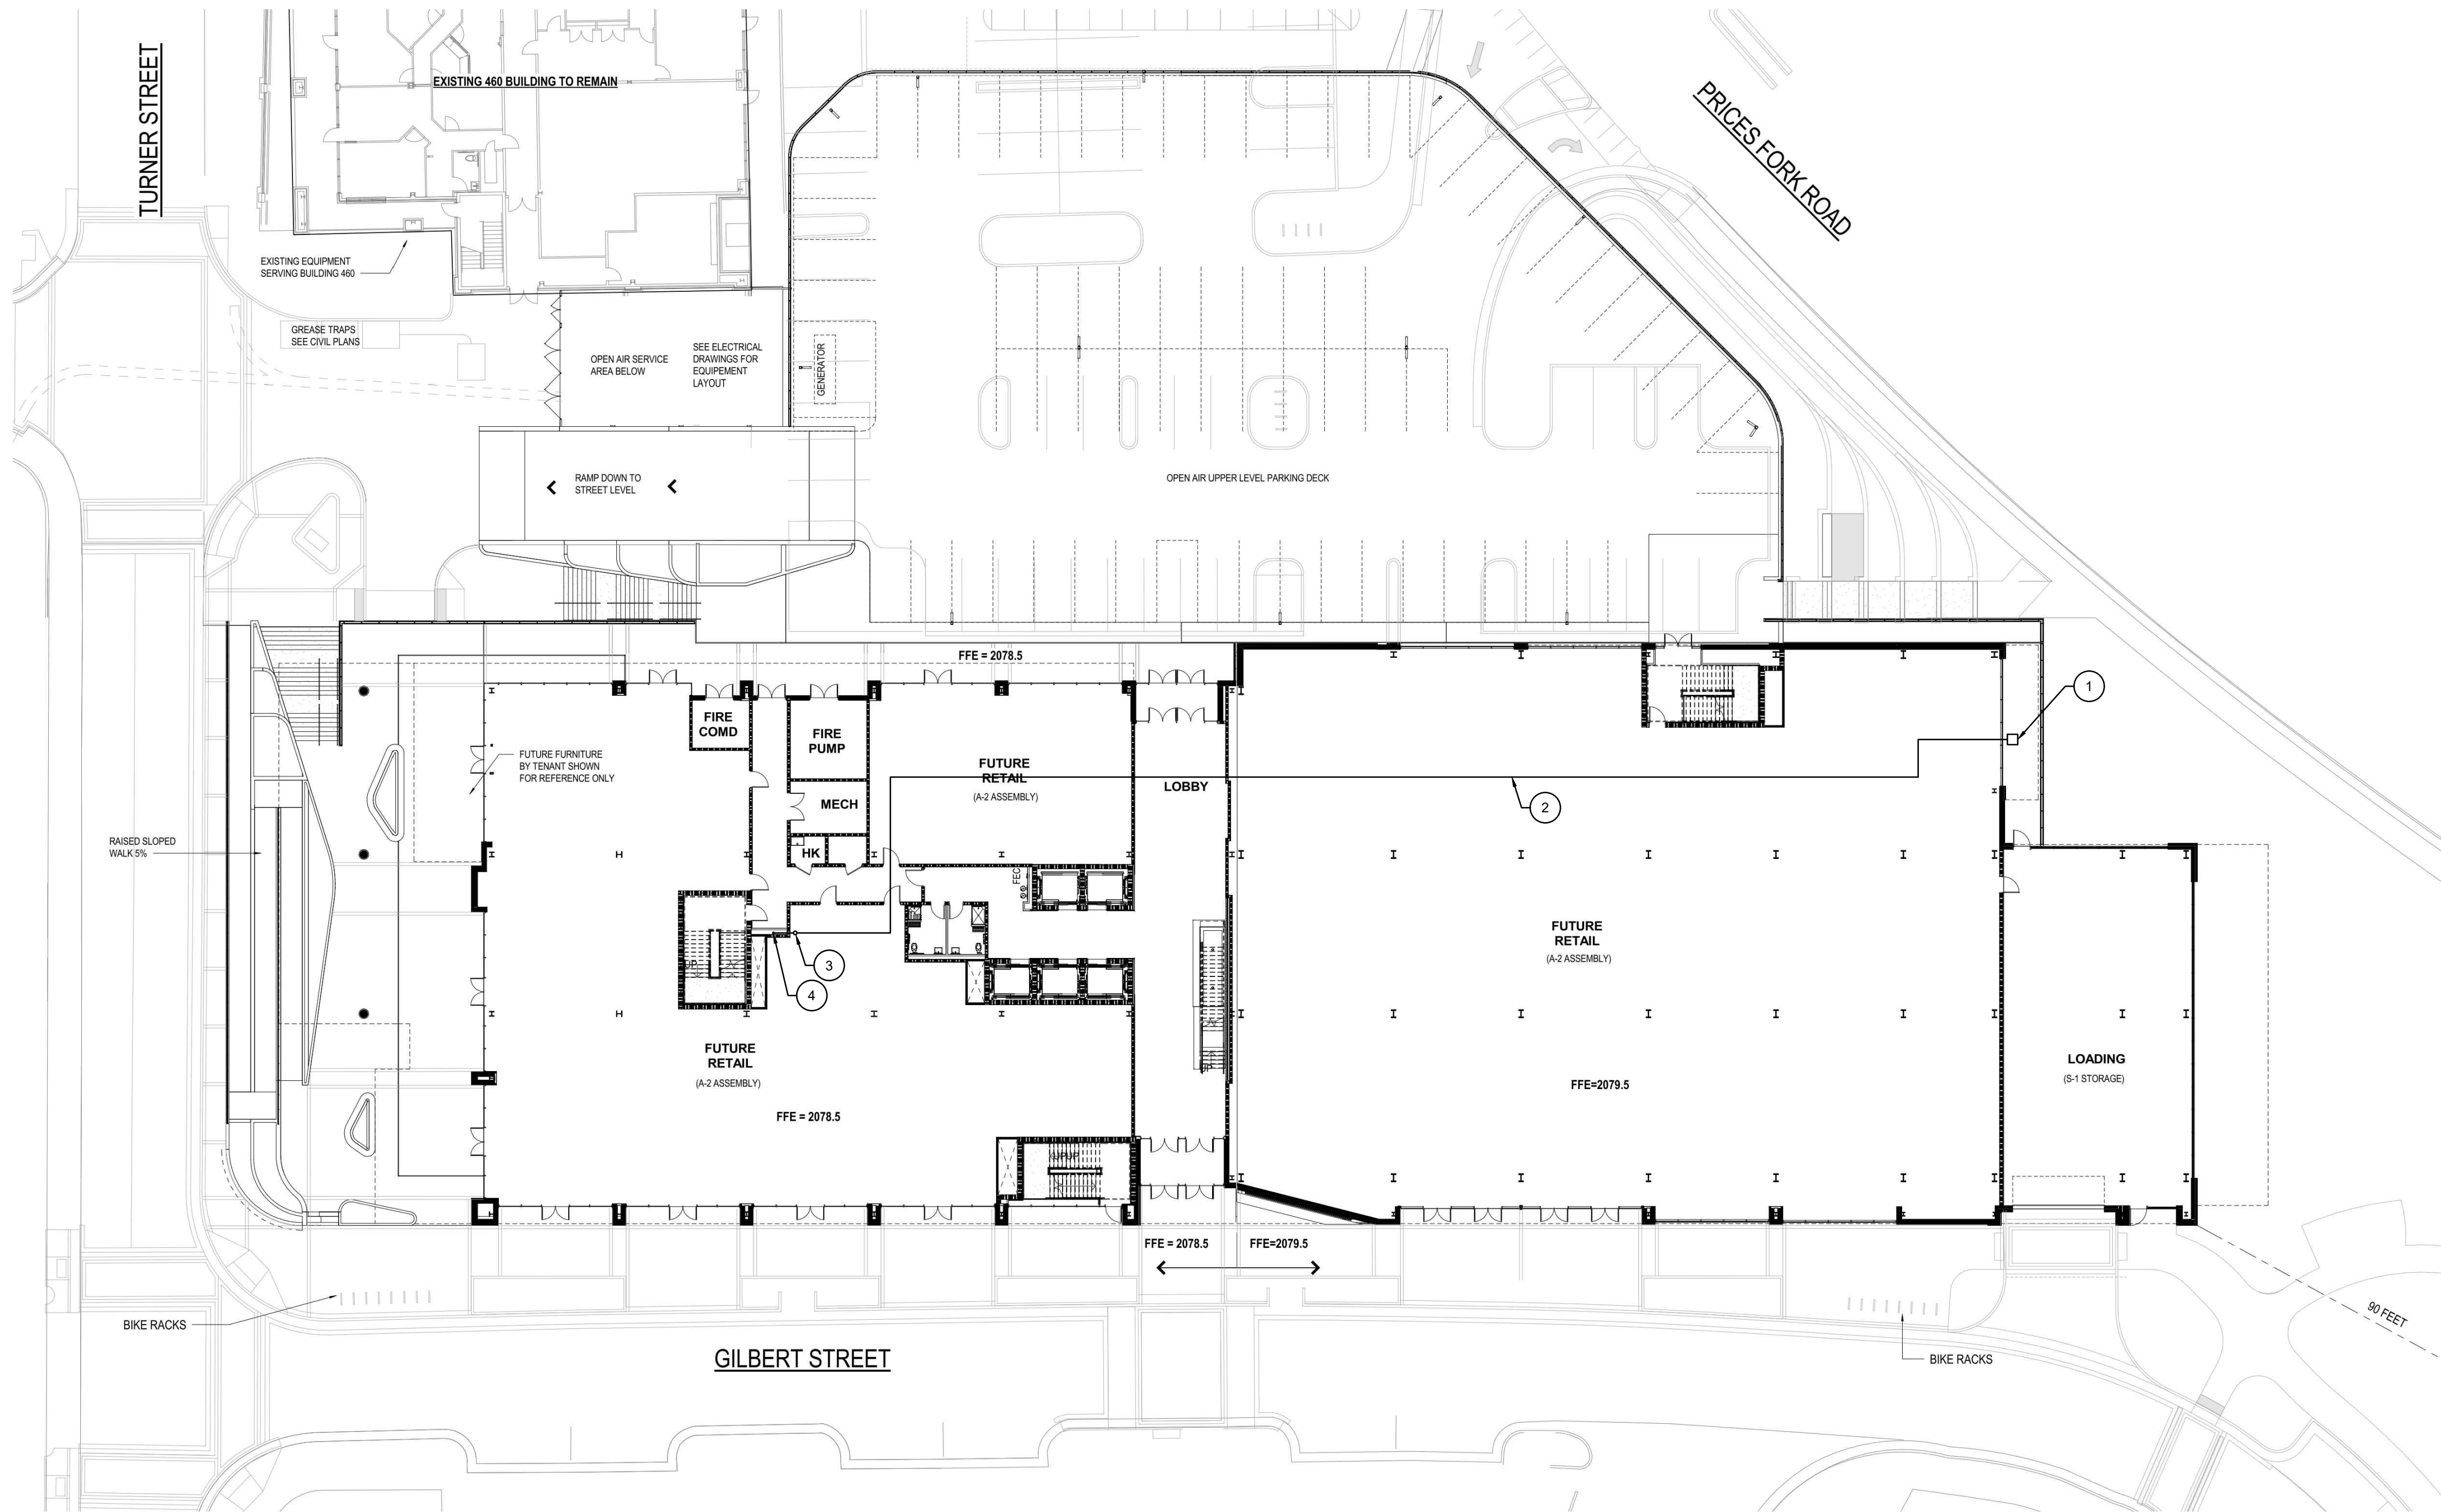 TURNER STREET
EXISTING 460 BUILDING TO REMAIN
PRICES FORK ROAD
EXISTING EQUIPMENT
SERVING BUILDING 460
GREASE TRAPS
SEE CIVIL PLANS
OPEN AIR SERVICE
AREA BELOW
SEE ELECTRICAL
DRAWINGS FOR
EQUIPEMENT
LAYOUT
GENERATOR
RAMP DOWN TO
STREET LEVEL
OPEN AIR UPPER LEVEL PARKING DECK
FFE = 2078.5
1
FIRE
COMD
FIRE
PUMP
FUTURE FURNITURE
BY TENANT SHOWN
FOR REFERENCE ONLY
FUTURE
RETAIL
(A-2 ASSEMBLY)
LOBBY
2
MECH
RAISED SLOPED
WALK 5%
HK
FEC
FUTURE
RETAIL
(A-2 ASSEMBLY)
UP
3
4
FUTURE
RETAIL
(A-2 ASSEMBLY)
UP
LOADING
(S-1 STORAGE)
FFE=2079.5
FFE = 2078.5
UP
UP
FFE = 2078.5
FFE=2079.5
BIKE RACKS
GILBERT STREET
BIKE RACKS
90 FEET